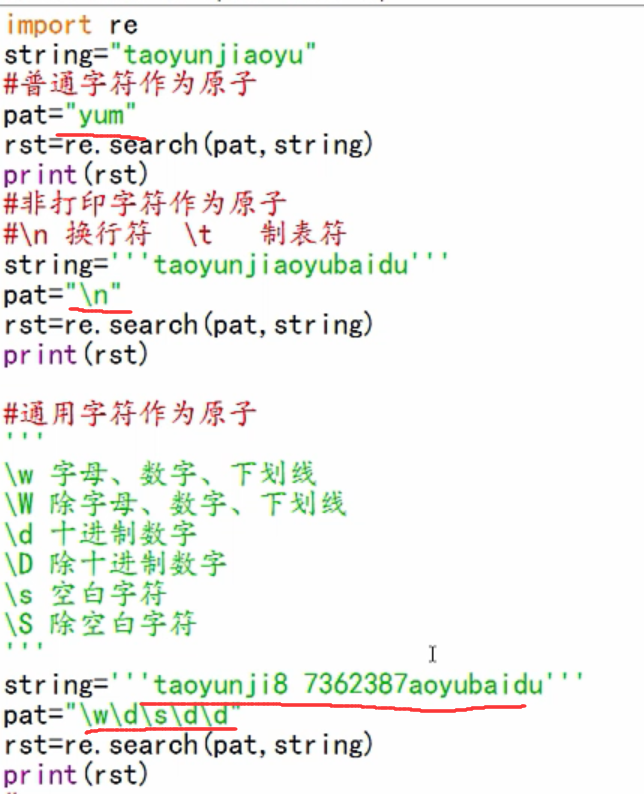 import re
string="taoyunjiaoyu"
#普通字符作为原子
pat="yum"
rst=re.search(pat,string)
print(rst)
#非打印字符作为原子
#\n 换行符 \t 制表符
string='''taoyunjiaoyubaidu'''
pat="\n"
rst=re.search(pat,string)
print(rst)
#通用字符作为原子
'''
\w 字母、数字、下划线
\W 除字母、数字、下划线
\d 十进制数字
\D 除十进制数字
\s 空白字符
\S 除空白字符
'''
string='''taoyunji8 7362387aoyubaidu'''
pat="\w\d\s\d\d"
rst=re.search(pat,string)
print(rst)